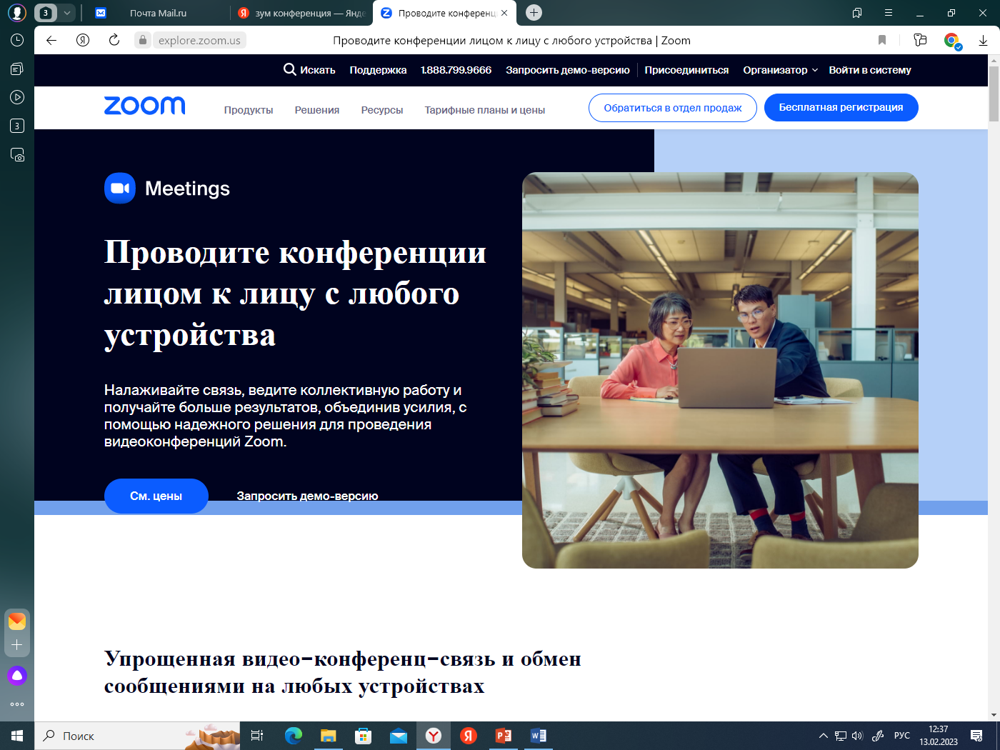 3
Почта Mail.ru
зум конференция — Янде
Проводите конференц
explore.zoom.us
Проводите конференции лицом к лицу с любого устройства | Zoom
Искать Поддержка 1.888.799.9666 Запросить демо-версию Присоединиться Организатор Войти в систему
zoom Продукты Решения Ресурсы Тарифные планы и цены Обратиться в отдел продаж Бесплатная регистрация
3
Meetings
Проводите конференции
лицом к лицу с любого
устройства
Налаживайте связь, ведите коллективную работу и
получайте больше результатов, объединив усилия, с
помощью надежного решения для проведения
видеоконференций Zoom.
См. цены Запросить демо-версию
Упрощенная видео-конференц-связь и обмен
сообщениями на любых устройствах
Поиск
РУС
12:37
13.02.2023